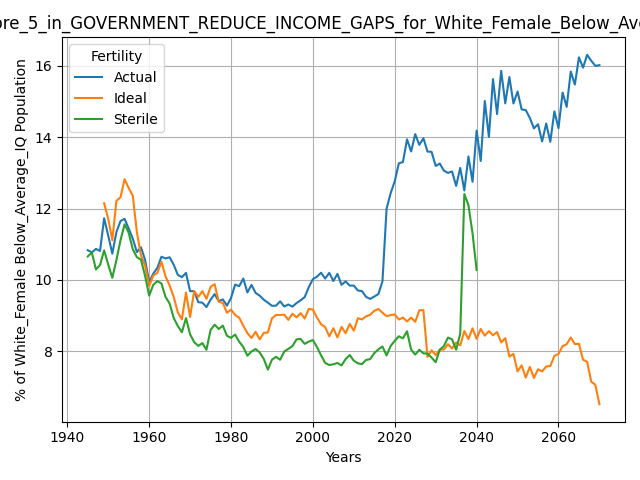 ore_5_in_GOVERNMENT_REDUCE_INCOME_GAPS_for_White_Female_Below_Ave
Fertility
Actual
Ideal
Sterile
% of White_Female Below_Average_IQ Population
16
14
12
10
8
1940
1960
1980
2000
2020
2040
2060
Years